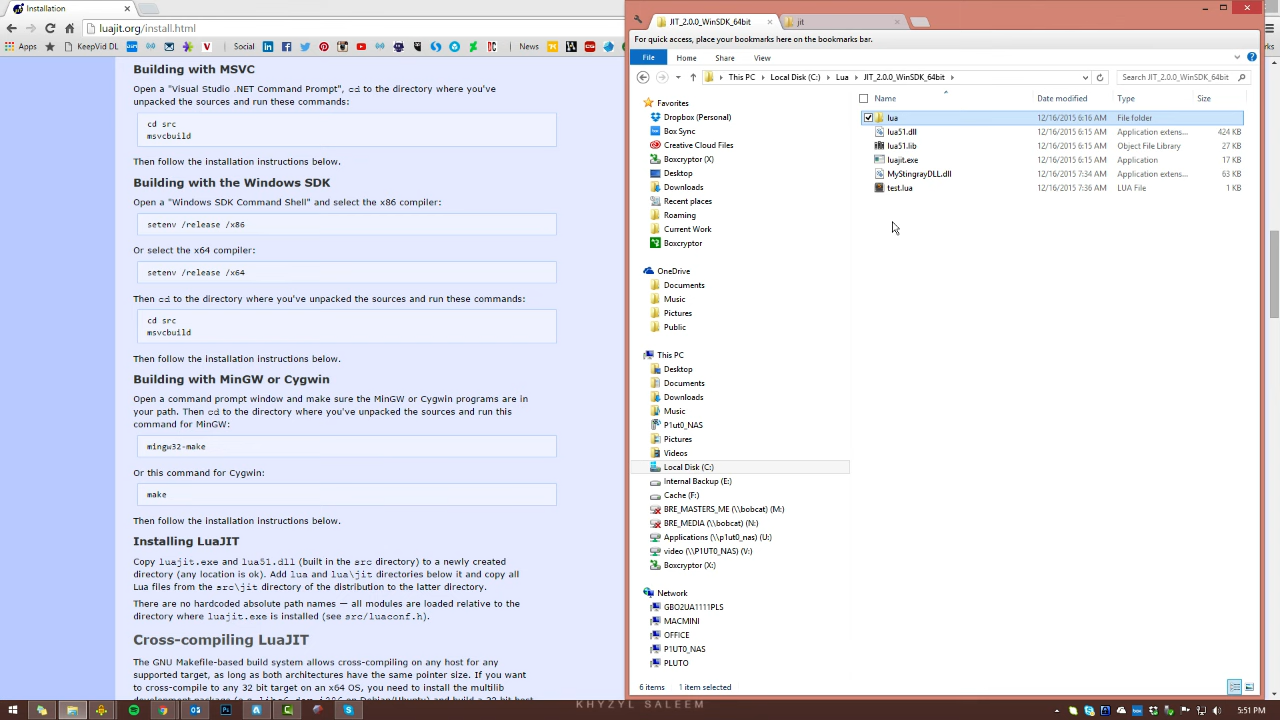 Installation
JIT_2.0.0_WinSDK_64bit
jit
luajit.org/install.html
For quick access, place your bookmarks here on the bookmarks bar.
Apps
KeepVid DL
Social
News
File
Home
Share
View
This PC
Local Disk (C:)
Lua
JIT_2.0.0_WinSDK_64bit
Search JIT_2.0.0_WinSDK_64bit
Building with MSVC
Open a "Visual Studio .NET Command Prompt", cd to the directory where you've
unpacked the sources and run these commands:
cd src
msvcbuild
Then follow the installation instructions below.
Building with the Windows SDK
Open a "Windows SDK Command Shell" and select the x86 compiler:
setenv /release /x86
Or select the x64 compiler:
setenv /release /x64
Then cd to the directory where you've unpacked the sources and run these commands:
cd src
msvcbuild
Then follow the installation instructions below.
Building with MinGW or Cygwin
Open a command prompt window and make sure the MinGW or Cygwin programs are in
your path. Then cd to the directory where you've unpacked the sources and run this
command for MinGW:
mingw32-make
Or this command for Cygwin:
make
Then follow the installation instructions below.
Installing LuaJIT
Copy luajit.exe and lua51.dll (built in the src directory) to a newly created
directory (any location is ok). Add lua and lua\jit directories below it and copy all
Lua files from the src\jit directory of the distribution to the latter directory.
There are no hardcoded absolute path names — all modules are loaded relative to the
directory where luajit.exe is installed (see src/luaconf.h).
Cross-compiling LuaJIT
The GNU Makefile-based build system allows cross-compiling on any host for any
supported target, as long as both architectures have the same pointer size. If you want
to cross-compile to any 32 bit target on an x64 OS, you need to install the multilib
Favorites
Dropbox (Personal)
Box Sync
Creative Cloud Files
Boxcryptor (X)
Desktop
Downloads
Recent places
Roaming
Current Work
Boxcryptor
OneDrive
Documents
Music
Pictures
Public
This PC
Desktop
Documents
Downloads
Music
P1ut0_NAS
Pictures
Videos
Local Disk (C:)
Internal Backup (E:)
Cache (F:)
BRE_MASTERS_ME (\\bobcat) (M:)
BRE_MEDIA (\\bobcat) (N:)
Applications (\\p1ut0_nas) (U:)
video (\\P1UT0_NAS) (V:)
Boxcryptor (X:)
Network
GBO2UA1111PLS
MACMINI
OFFICE
P1UT0_NAS
PLUTO
Name Date modified Type Size
lua 12/16/2015 6:16 AM File folder
lua51.dll 12/16/2015 6:15 AM Application extens... 424 KB
lua51.lib 12/16/2015 6:15 AM Object File Library 27 KB
luajit.exe 12/16/2015 6:15 AM Application 17 KB
MyStingrayDLL.dll 12/16/2015 7:34 AM Application extens... 63 KB
test.lua 12/16/2015 7:36 AM LUA File 1 KB
6 items 1 item selected
KHYZYL SALEEM
5:51 PM